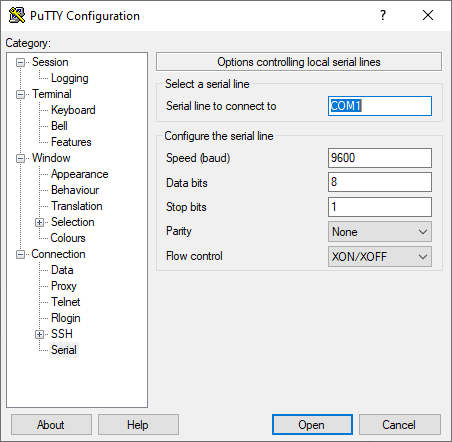 PuTTY Configuration
?
Category:
Session
Logging
Terminal
Keyboard
Bell
Features
Window
Appearance
Behaviour
Translation
Selection
Colours
Connection
Data
Proxy
Telnet
Rlogin
SSH
Serial
Options controlling local serial lines
Select a serial line
Serial line to connect to COM1
Configure the serial line
Speed (baud) 9600
Data bits 8
Stop bits 1
Parity None
Flow control XON/XOFF
About Help Open Cancel